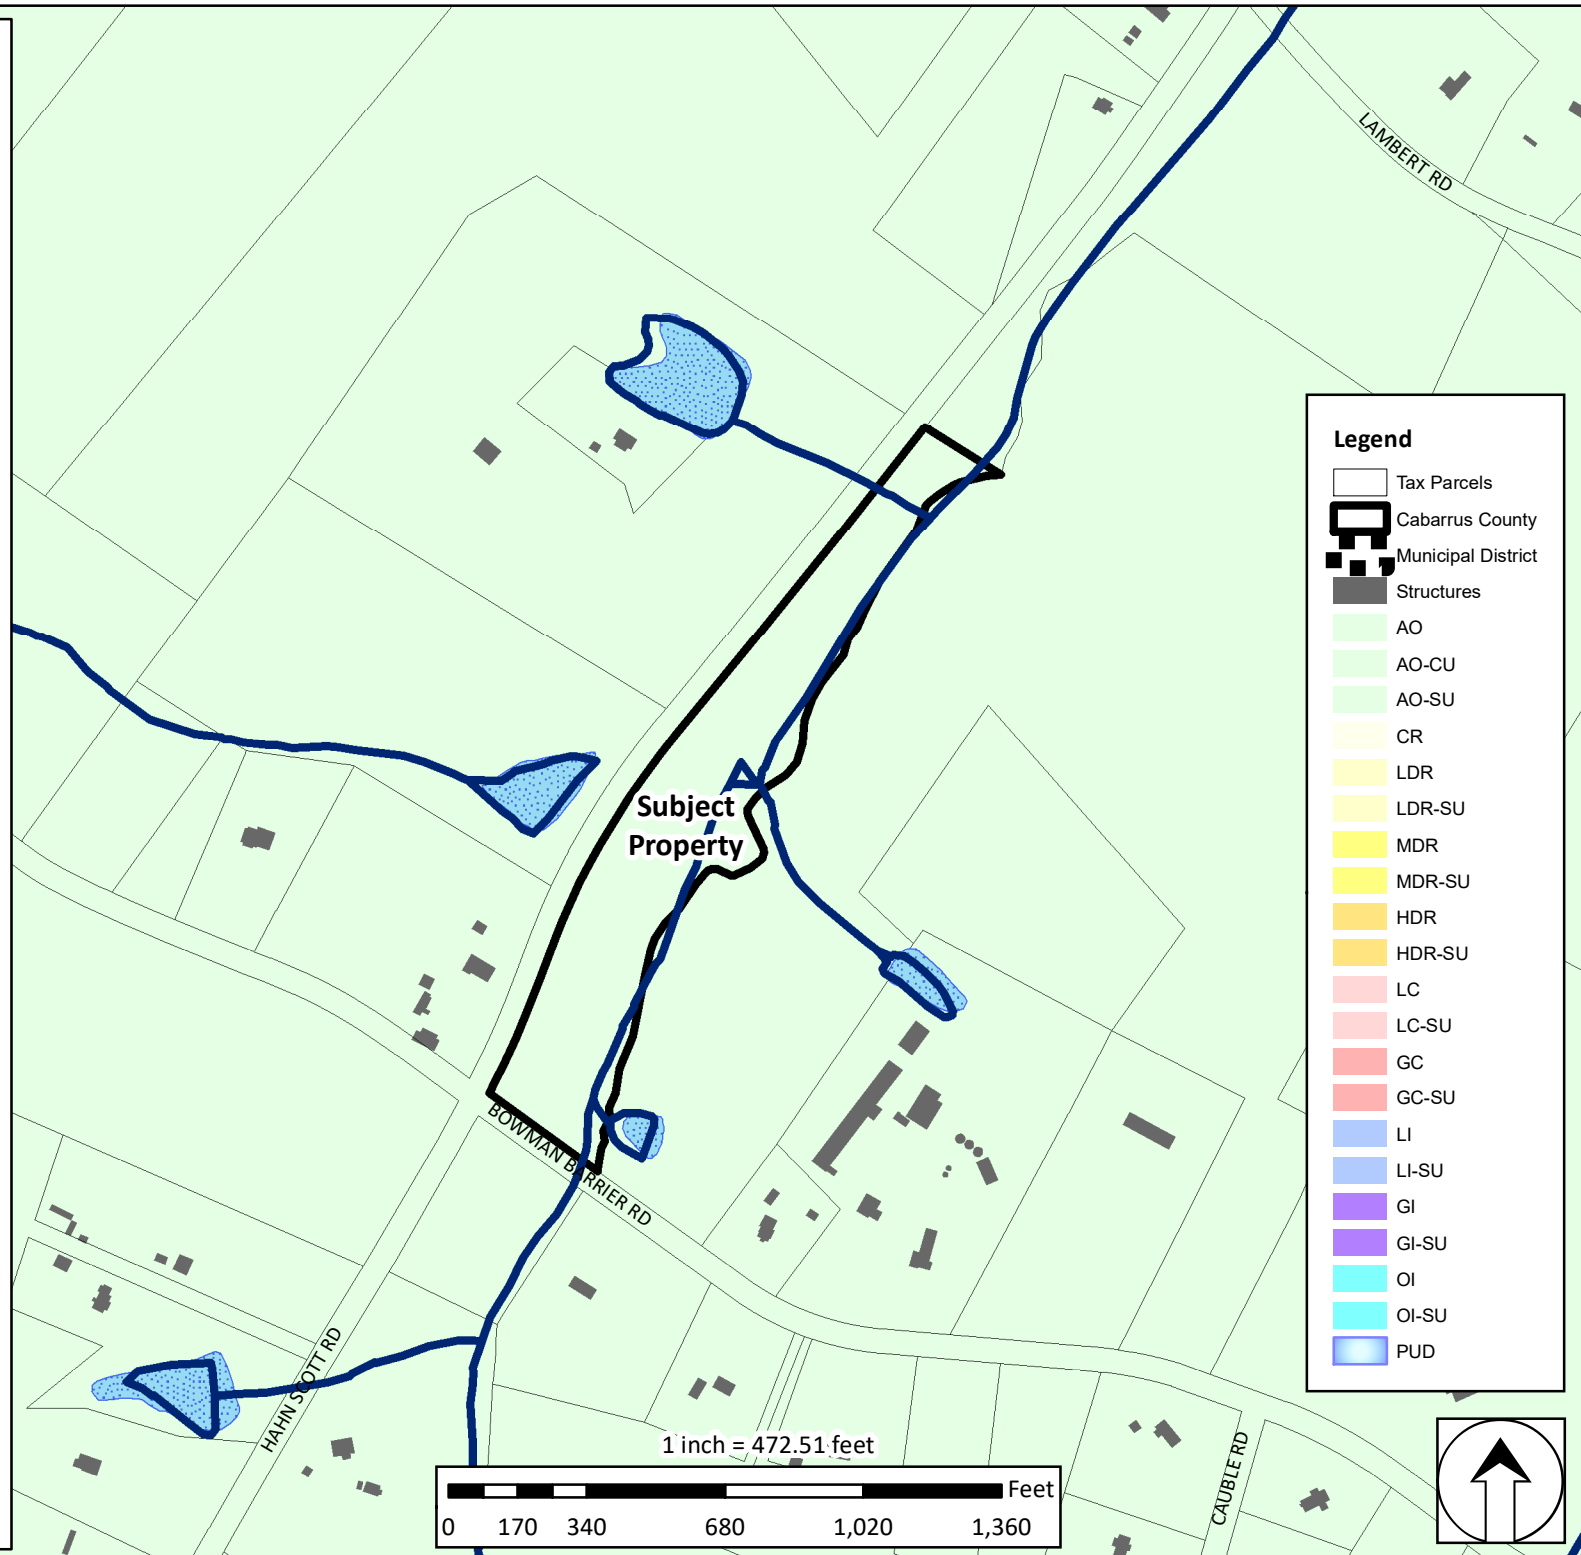 LAMBERT RD
Subject
Property
BOWMAN BARRIER RD
HAHN SCOTT RD
CAUBLE RD
Legend
Tax Parcels
Cabarrus County
Municipal District
Structures
AO
AO-CU
AO-SU
CR
LDR
LDR-SU
MDR
MDR-SU
HDR
HDR-SU
LC
LC-SU
GC
GC-SU
LI
LI-SU
GI
GI-SU
OI
OI-SU
PUD
1 inch = 472.51 feet
Feet
0 170 340 680 1,020 1,360